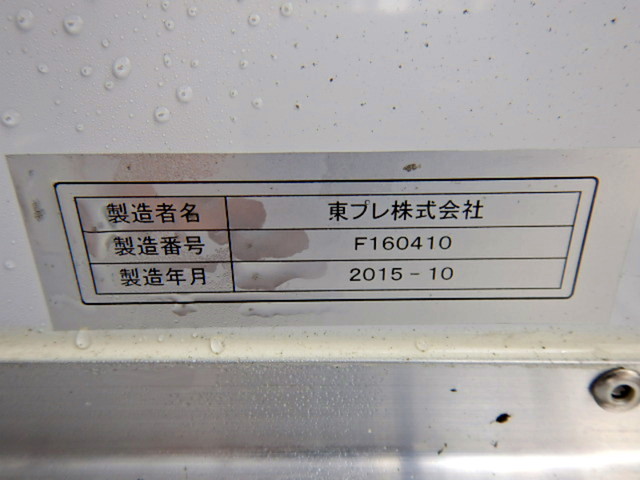 製造者名 東プレ株式会社
製造番号 F160410
製造年月 2015-10